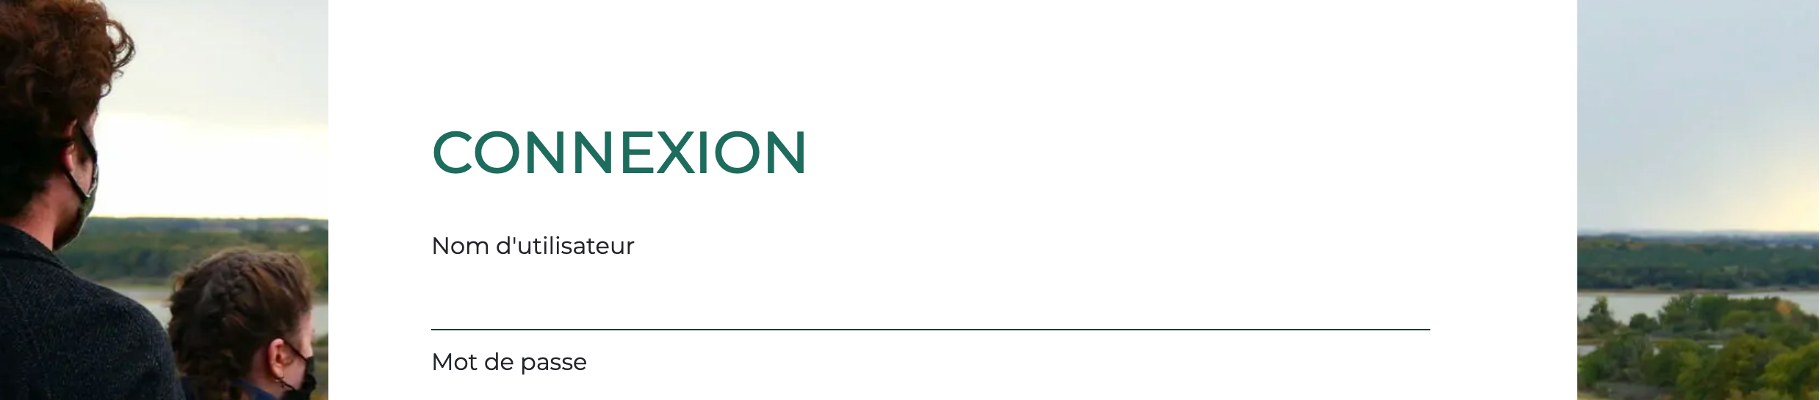 CONNEXION
Nom d'utilisateur
Mot de passe